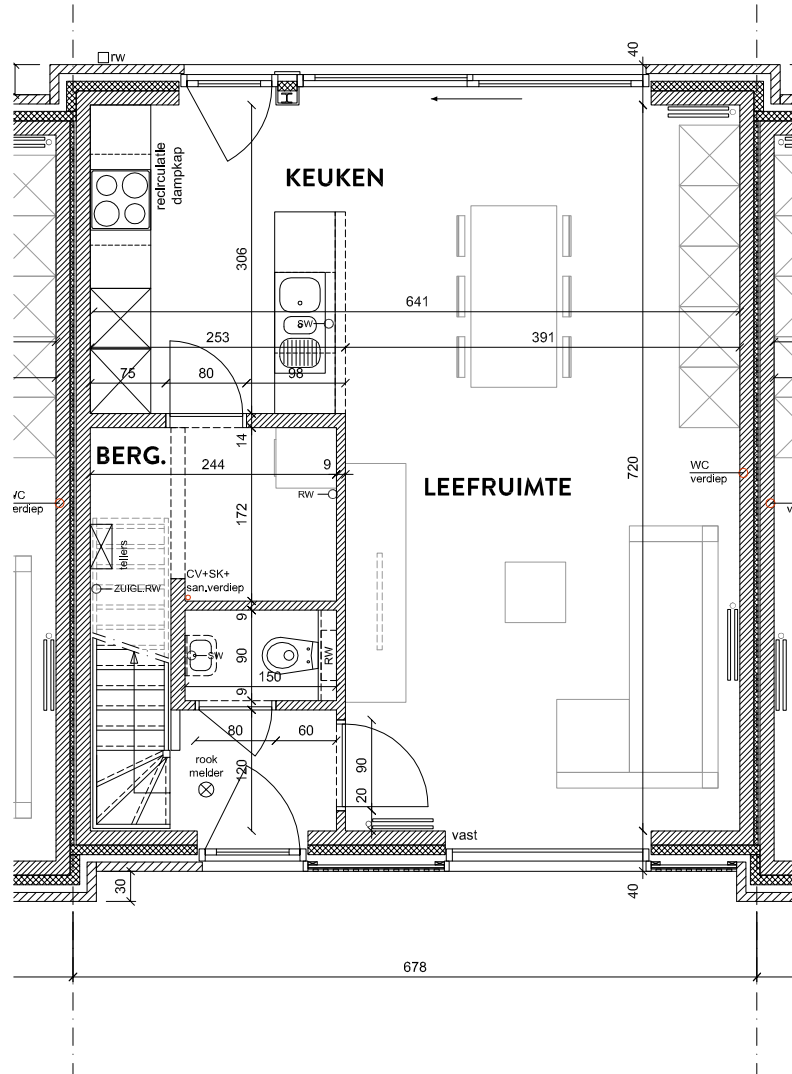 rw
40
recirculatie
dampkap
KEUKEN
306
641
SW
253
391
75
80
98
14
BERG.
244
9
LEEFRUIMTE
720
WC
verdiep
RW
172
tellers
ZUIGL.RW
CV+SK+
san.verdiep
9
SW
90
RW
150
9
80
60
rook
melder
120
90
20
vast
30
40
678
WC
verdiep
v